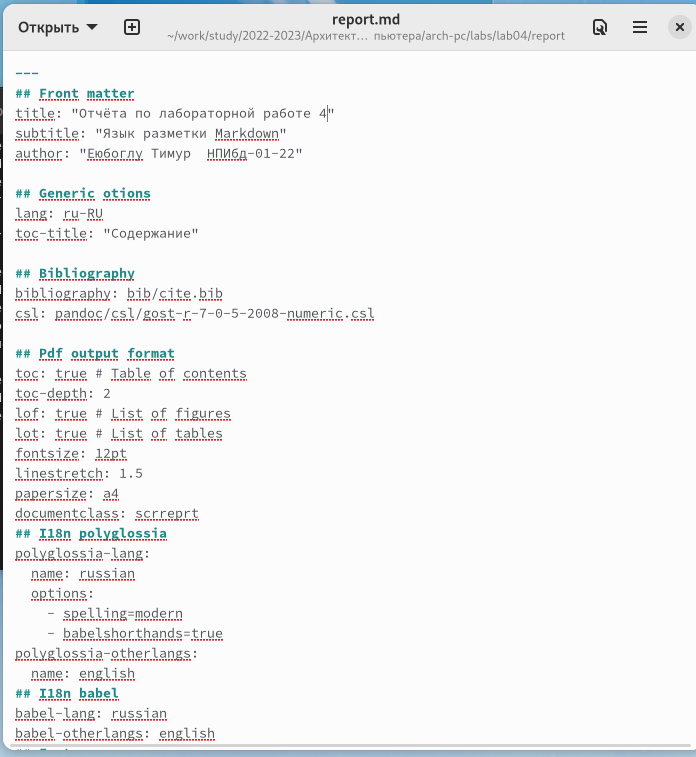 Открыть
report.md
~/work/study/2022-2023/Архитект… пьютера/arch-pc/labs/lab04/report
---
## Front matter
title: "Отчёта по лабораторной работе 4"
subtitle: "Язык разметки Markdown"
author: "Еюбоглу Тимур  НПИбд-01-22"
## Generic otions
lang: ru-RU
toc-title: "Содержание"
## Bibliography
bibliography: bib/cite.bib
csl: pandoc/csl/gost-r-7-0-5-2008-numeric.csl
## Pdf output format
toc: true # Table of contents
toc-depth: 2
lof: true # List of figures
lot: true # List of tables
fontsize: 12pt
linestretch: 1.5
papersize: a4
documentclass: scrreprt
## I18n polyglossia
polyglossia-lang:
  name: russian
  options:
    - spelling=modern
    - babelshorthands=true
polyglossia-otherlangs:
  name: english
## I18n babel
babel-lang: russian
babel-otherlangs: english